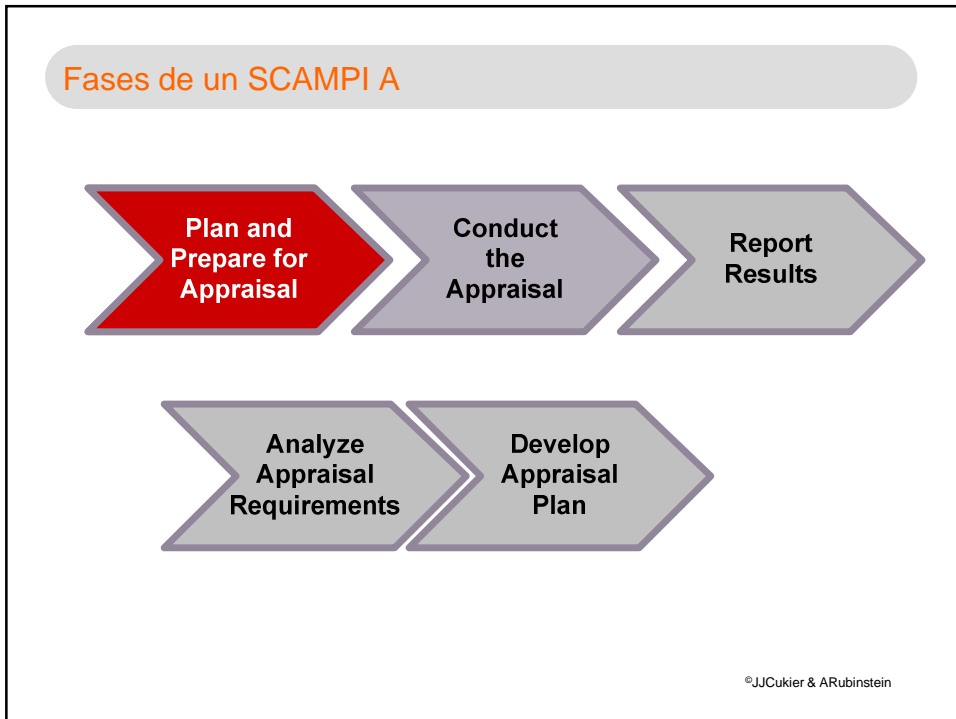 Fases de un SCAMPI A
Plan and
Prepare for
Appraisal
Conduct
the
Appraisal
Report
Results
Analyze
Appraisal
Requirements
Develop
Appraisal
Plan
©JJCukier & ARubinstein